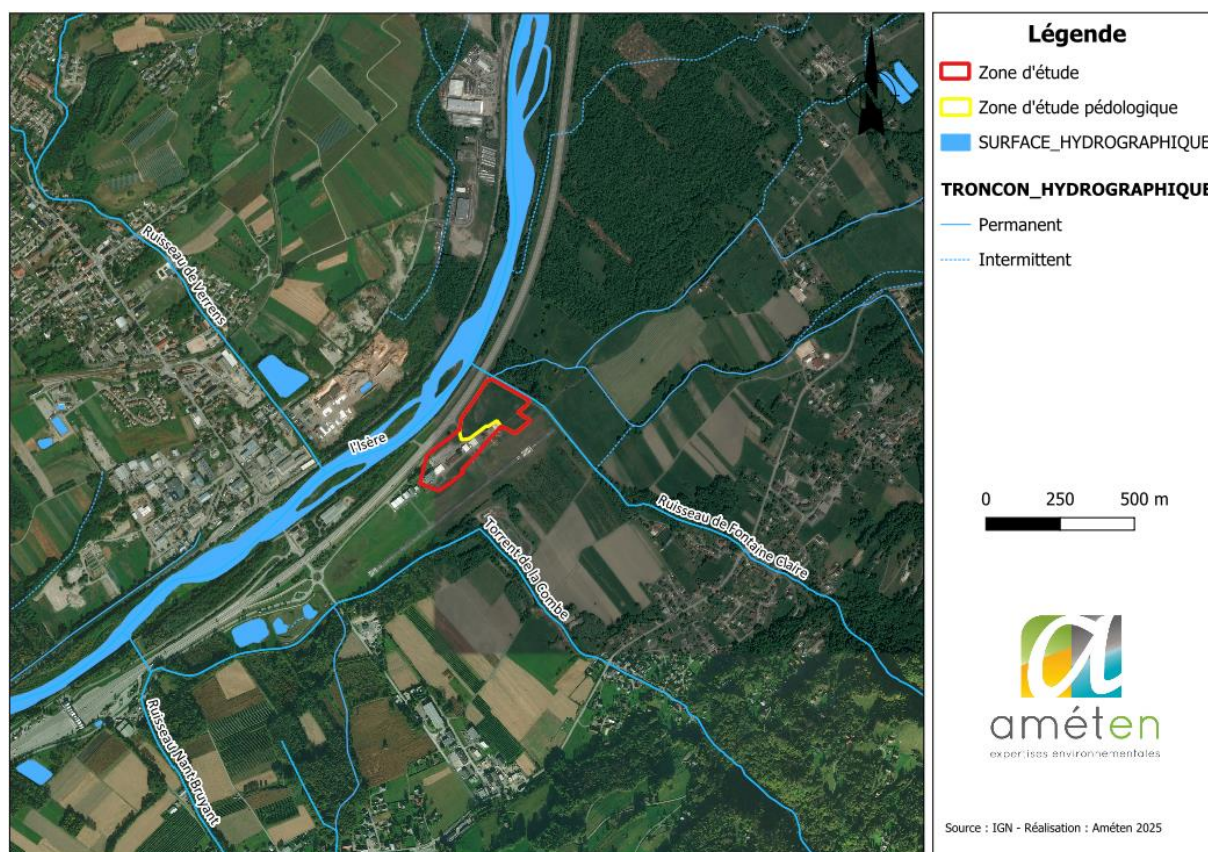 Ruisseau de Verrens
l'Isère
Ruisseau de Fontaine Claire
Torrent de la Combe
Ruisseau Nant Bruyant
Légende
Zone d'étude
Zone d'étude pédologique
SURFACE_HYDROGRAPHIQUE
TRONCON_HYDROGRAPHIQUE
Permanent
Intermittent
0 250 500 m
a
améten
expertises environnementales
Source : IGN - Réalisation : Améten 2025